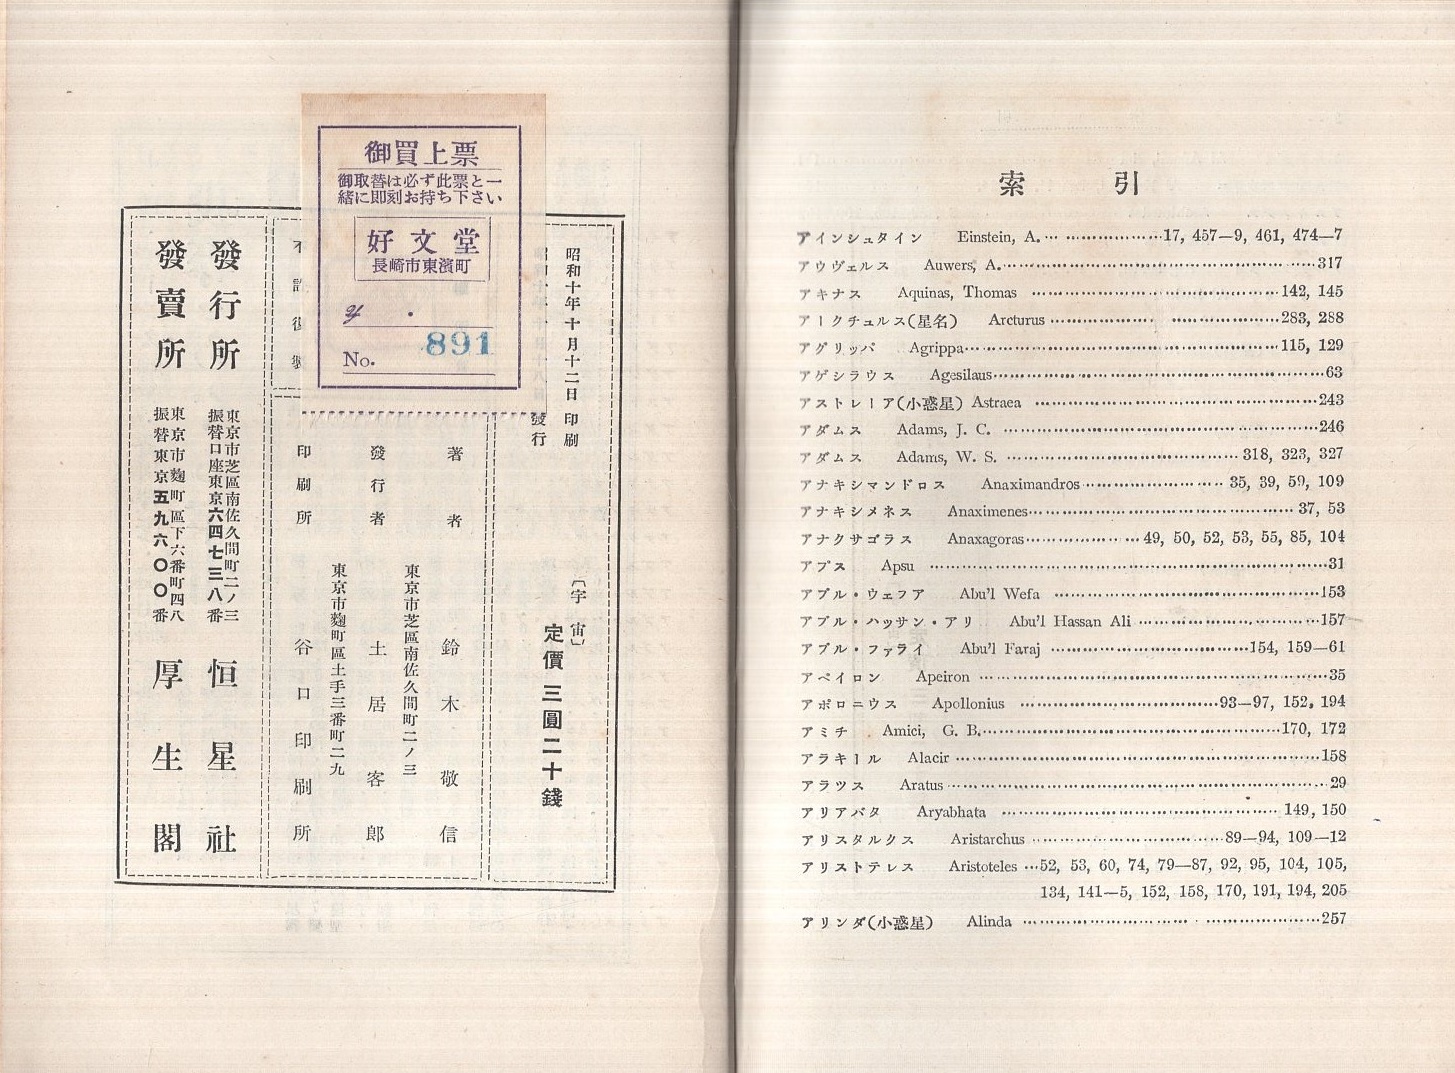 御買上票
御取替は必ず此票と一
緒に即刻お持ち下さい
好文堂
長崎市東濱町
No. 891
昭和十年十月十二日 印刷
發行
〔宇宙〕
定價三圓二十錢
著者 鈴木敬信
東京市芝區南佐久間町二ノ三
發行者 土居客郎
東京市麴町區土手三番町二九
印刷所 谷口印刷所
發行所 東京市芝區南佐久間町二ノ三 振替口座東京六四七三八番 恒星社
發賣所 東京市麴町區下六番町四八 振替東京五九六〇〇番 厚生閣
索引
アインシュタイン Einstein, A. 17, 457—9, 461, 474—7
アウヴェルス Auwers, A. 317
アキナス Aquinas, Thomas 142, 145
アークチュルス(星名) Arcturus 283, 288
アグリッパ Agrippa 115, 129
アゲシラウス Agesilaus 63
アストレーア(小惑星) Astraea 243
アダムス Adams, J. C. 246
アダムス Adams, W. S. 318, 323, 327
アナキシマンドロス Anaximandros 35, 39, 59, 109
アナキシメネス Anaximenes 37, 53
アナクサゴラス Anaxagoras 49, 50, 52, 53, 55, 85, 104
アプス Apsu 31
アブル・ウェフア Abu'l Wefa 153
アブル・ハッサン・アリ Abu'l Hassan Ali 157
アブル・ファライ Abu'l Faraj 154, 159—61
アペイロン Apeiron 35
アポロニウス Apollonius 93—97, 152, 194
アミチ Amici, G. B. 170, 172
アラキール Alacir 158
アラツス Aratus 29
アリアバタ Aryabhata 149, 150
アリスタルクス Aristarchus 89—94, 109—12
アリストテレス Aristoteles 52, 53, 60, 74, 79—87, 92, 95, 104, 105,
134, 141—5, 152, 158, 170, 191, 194, 205
アリンダ(小惑星) Alinda 257